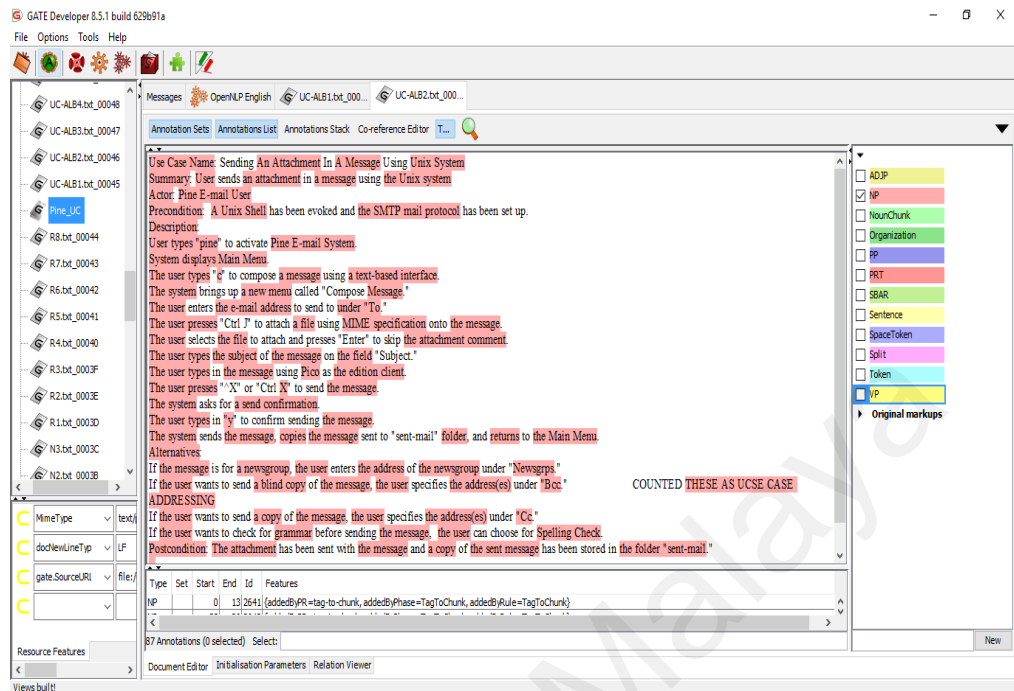 GATE Developer 8.5.1 build 629b91a
File Options Tools Help
Messages OpenNLP English UC-ALB1.txt_000... UC-ALB2.txt_000...
Annotation Sets Annotations List Annotations Stack Co-reference Editor T...
UC-ALB4.txt_00048
UC-ALB3.txt_00047
UC-ALB2.txt_00046
UC-ALB1.txt_00045
Pine_UC
R8.txt_00044
R7.txt_00043
R6.txt_00042
R5.txt_00041
R4.txt_00040
R3.txt_0003F
R2.txt_0003E
R1.txt_0003D
N3.txt_0003C
N2.txt_0003B
MimeType text/
docNewLineTyp LF
gate.SourceURL file:/
Resource Features
Use Case Name: Sending An Attachment In A Message Using Unix System
Summary: User sends an attachment in a message using the Unix system
Actor: Pine E-mail User
Precondition: A Unix Shell has been evoked and the SMTP mail protocol has been set up.
Description:
User types "pine" to activate Pine E-mail System.
System displays Main Menu.
The user types "c" to compose a message using a text-based interface.
The system brings up a new menu called "Compose Message."
The user enters the e-mail address to send to under "To."
The user presses "Ctrl J" to attach a file using MIME specification onto the message.
The user selects the file to attach and presses "Enter" to skip the attachment comment.
The user types the subject of the message on the field "Subject."
The user types in the message using Pico as the edition client.
The user presses "^X" or "Ctrl X" to send the message.
The system asks for a send confirmation.
The user types in "y" to confirm sending the message.
The system sends the message, copies the message sent to "sent-mail" folder, and returns to the Main Menu.
Alternatives:
If the message is for a newsgroup, the user enters the address of the newsgroup under "Newsgrps."
If the user wants to send a blind copy of the message, the user specifies the address(es) under "Bcc." COUNTED THESE AS UCSE CASE
ADDRESSING
If the user wants to send a copy of the message, the user specifies the address(es) under "Cc."
If the user wants to check for grammar before sending the message, the user can choose for Spelling Check.
Postcondition: The attachment has been sent with the message and a copy of the sent message has been stored in the folder "sent-mail."
ADJP
NP
NounChunk
Organization
PP
PRT
SBAR
Sentence
SpaceToken
Split
Token
VP
Original markups
Type Set Start End Id Features
NP 0 13 2641 {addedByPR=tag-to-chunk, addedByPhase=TagToChunk, addedByRule=TagToChunk}
87 Annotations (0 selected) Select:
New
Document Editor Initialisation Parameters Relation Viewer
Views built!
Malaya